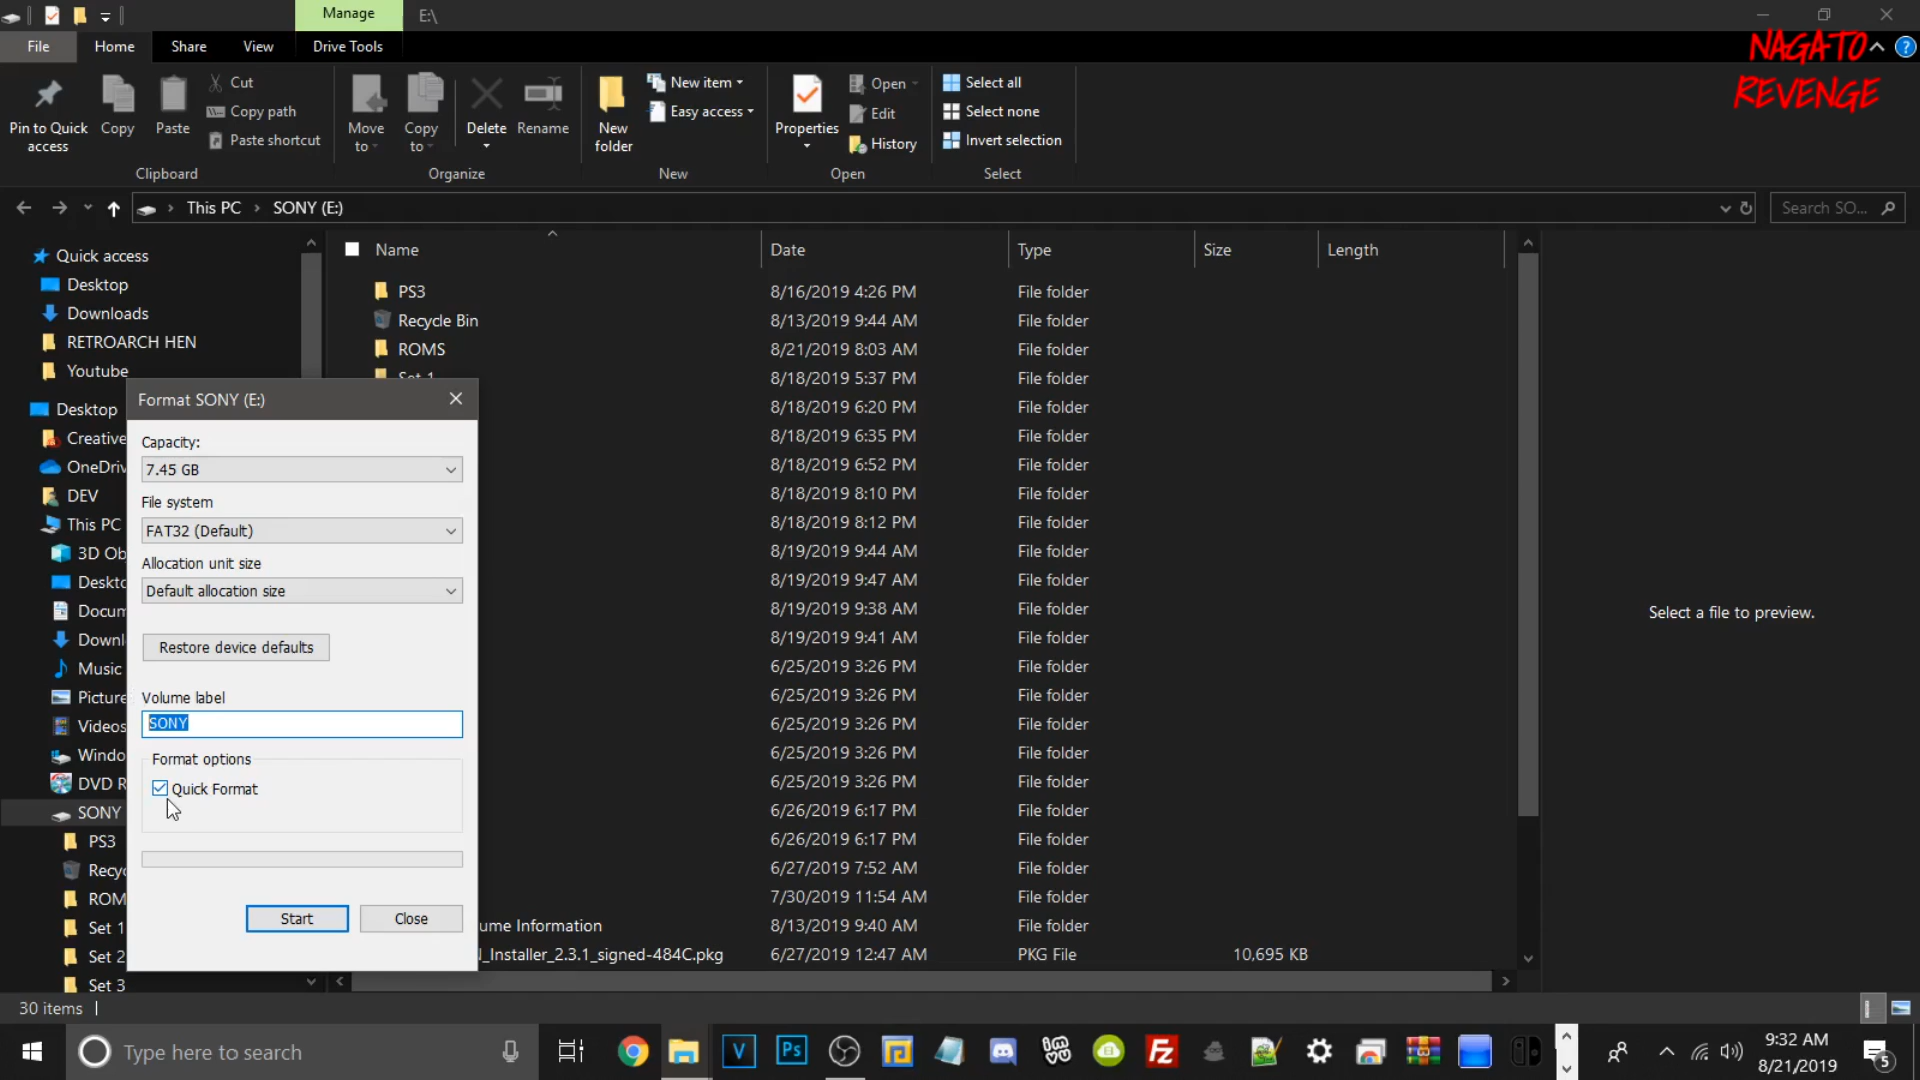 Manage
E:\
File
Home
Share
View
Drive Tools
NAGATO
REVENGE
Pin to Quick
access
Copy
Paste
Cut
Copy path
Paste shortcut
Clipboard
Move
to
Copy
to
Delete
Rename
Organize
New
folder
New item
Easy access
New
Properties
Open
Edit
History
Open
Select all
Select none
Invert selection
Select
This PC
SONY (E:)
Search SO...
Quick access
Desktop
Downloads
RETROARCH HEN
Youtube
Desktop
Creative
OneDriv
DEV
This PC
3D Ob
Deskto
Docum
Downl
Music
Picture
Videos
Windo
DVD R
SONY
PS3
Recyc
ROM
Set 1
Set 2
Set 3
Name
Date
Type
Size
Length
PS3 8/16/2019 4:26 PM File folder
Recycle Bin 8/13/2019 9:44 AM File folder
ROMS 8/21/2019 8:03 AM File folder
Set 1 8/18/2019 5:37 PM File folder
8/18/2019 6:20 PM File folder
8/18/2019 6:35 PM File folder
8/18/2019 6:52 PM File folder
8/18/2019 8:10 PM File folder
8/18/2019 8:12 PM File folder
8/19/2019 9:44 AM File folder
8/19/2019 9:47 AM File folder
8/19/2019 9:38 AM File folder
8/19/2019 9:41 AM File folder
6/25/2019 3:26 PM File folder
6/25/2019 3:26 PM File folder
6/25/2019 3:26 PM File folder
6/25/2019 3:26 PM File folder
6/25/2019 3:26 PM File folder
6/26/2019 6:17 PM File folder
6/26/2019 6:17 PM File folder
6/27/2019 7:52 AM File folder
7/30/2019 11:54 AM File folder
ume Information 8/13/2019 9:40 AM File folder
_Installer_2.3.1_signed-484C.pkg 6/27/2019 12:47 AM PKG File 10,695 KB
Select a file to preview.
Format SONY (E:)
Capacity:
7.45 GB
File system
FAT32 (Default)
Allocation unit size
Default allocation size
Restore device defaults
Volume label
SONY
Format options
Quick Format
Start
Close
30 items
Type here to search
V
Ps
Fz
9:32 AM
8/21/2019
5